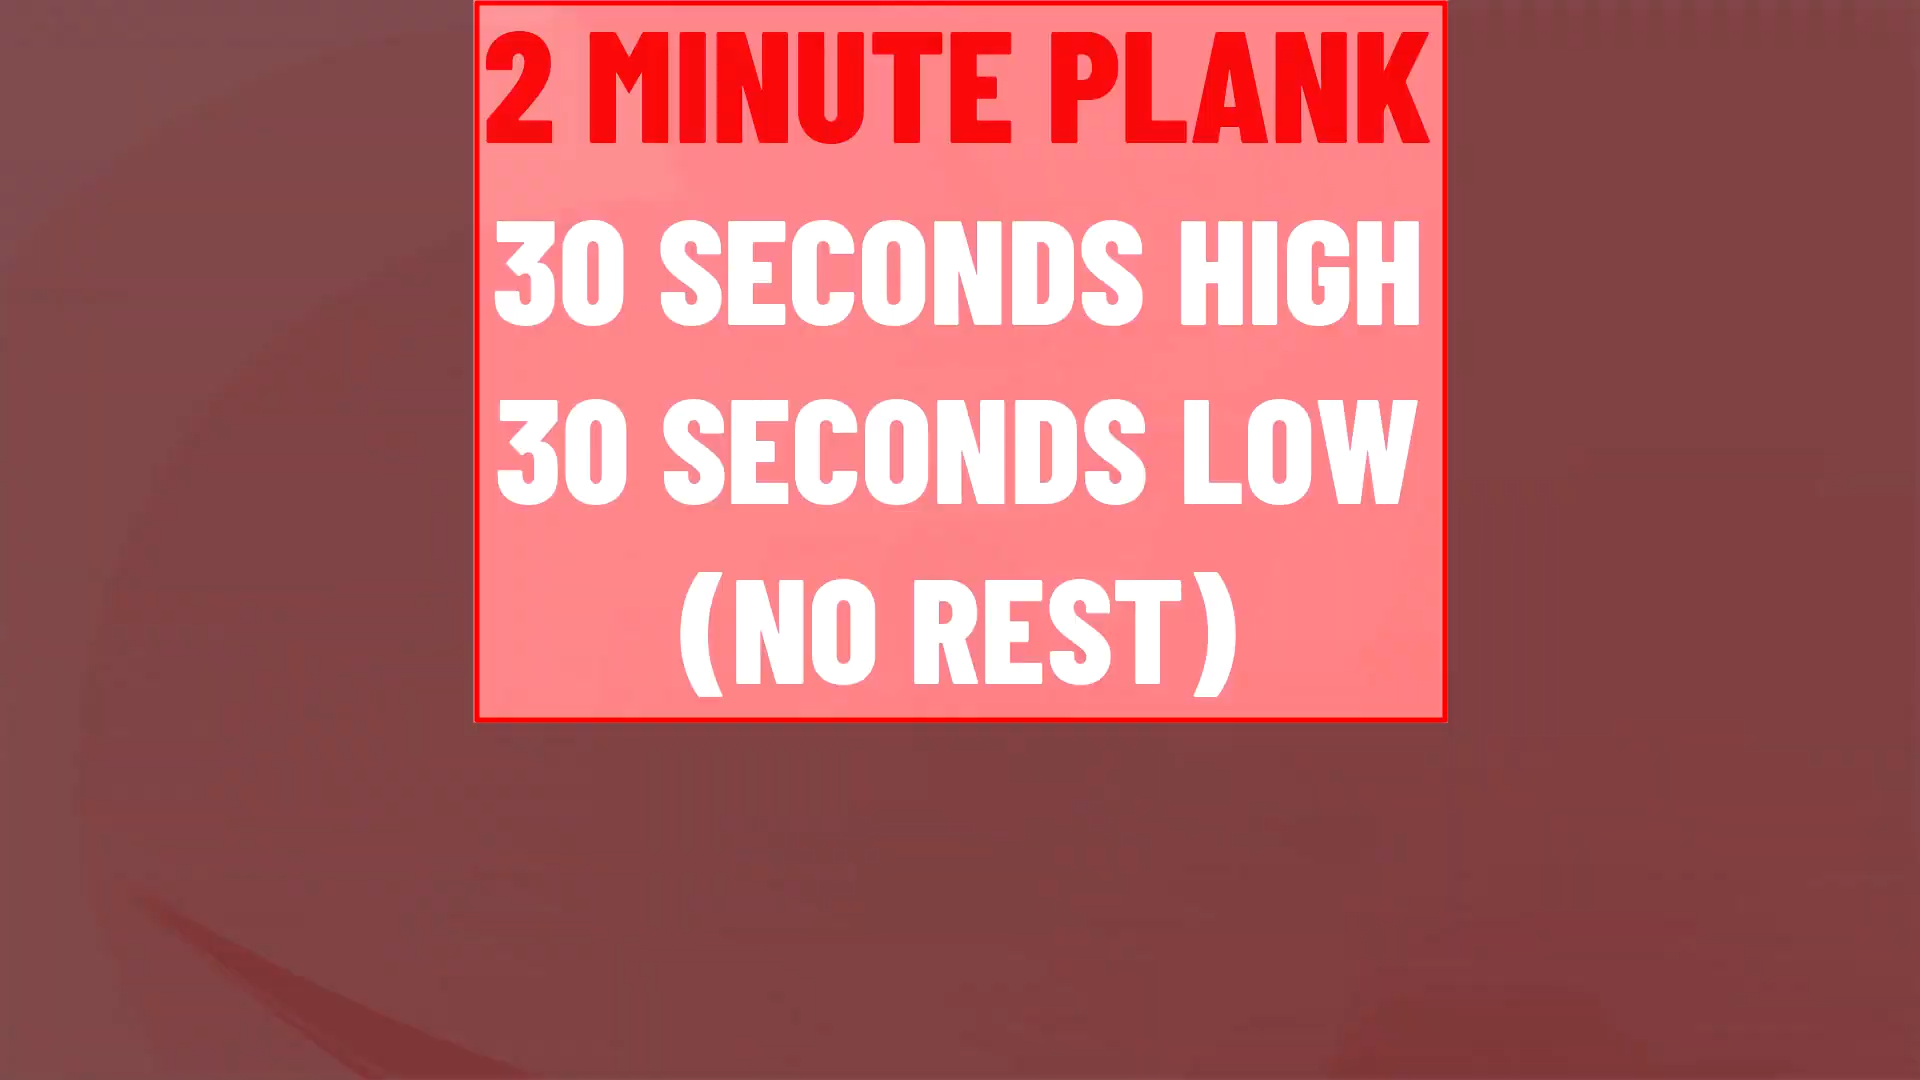 2 MINUTE PLANK
30 SECONDS HIGH
30 SECONDS LOW
(NO REST)